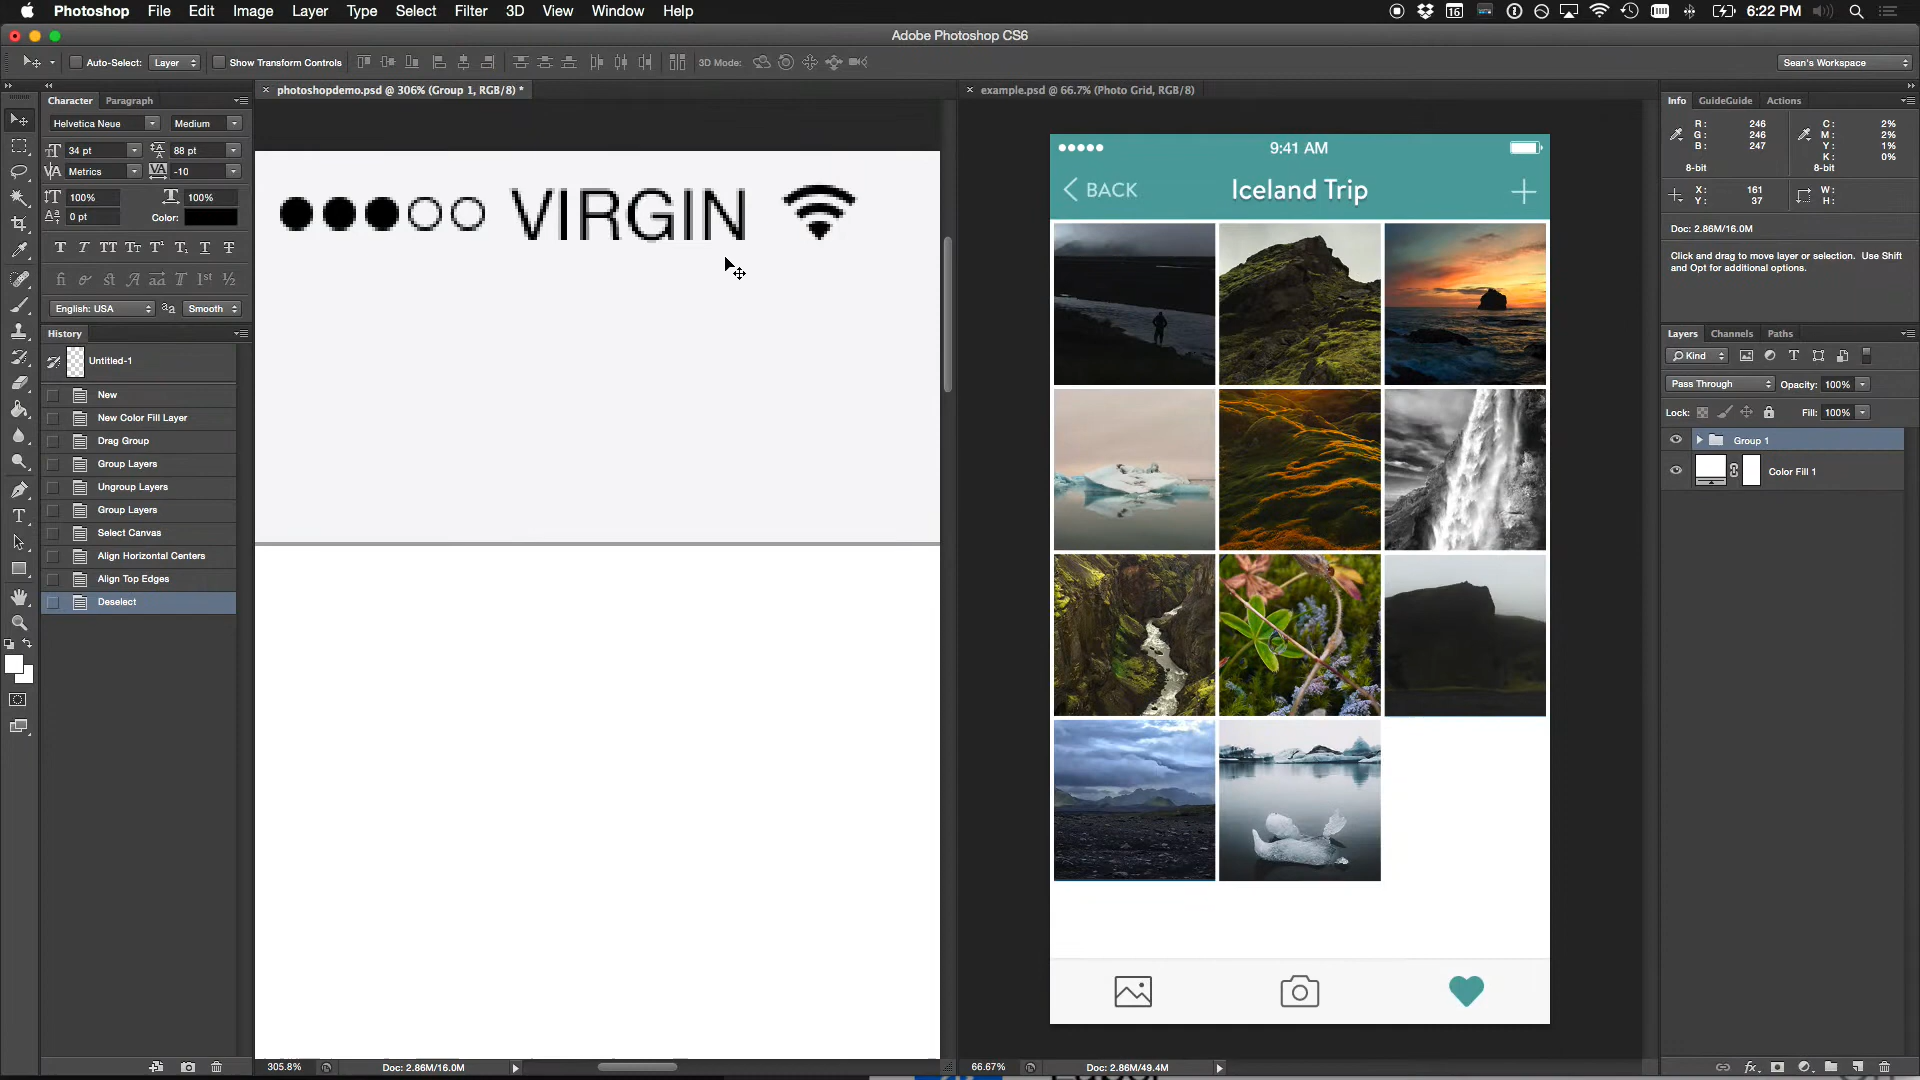 Photoshop File Edit Image Layer Type Select Filter 3D View Window Help
16 6:22 PM
Adobe Photoshop CS6
Auto-Select: Layer Show Transform Controls 3D Mode: Sean's Workspace
Character Paragraph
Helvetica Neue Medium
34 pt 88 pt
Metrics -10
100% 100%
0 pt Color:
English: USA Smooth
History
Untitled-1
New
New Color Fill Layer
Drag Group
Group Layers
Ungroup Layers
Group Layers
Select Canvas
Align Horizontal Centers
Align Top Edges
Deselect
photoshopdemo.psd @ 306% (Group 1, RGB/8) *
VIRGIN
305.8% Doc: 2.86M/16.0M
example.psd @ 66.7% (Photo Grid, RGB/8)
9:41 AM
BACK Iceland Trip
66.67% Doc: 2.86M/49.4M
Info GuideGuide Actions
R: 246 C: 2%
G: 246 M: 2%
B: 247 Y: 1%
K: 0%
8-bit 8-bit
X: 161 W:
Y: 37 H:
Doc: 2.86M/16.0M
Click and drag to move layer or selection. Use Shift
and Opt for additional options.
Layers Channels Paths
Kind
Pass Through Opacity: 100%
Lock: Fill: 100%
Group 1
Color Fill 1